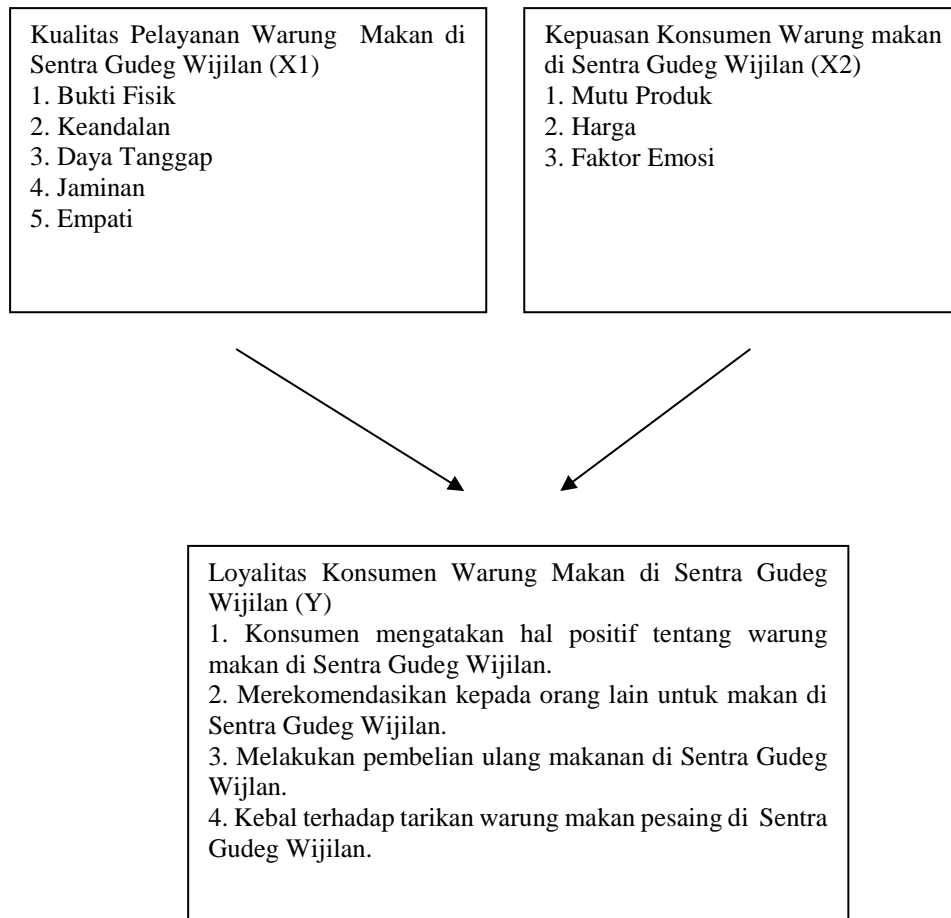 Kualitas Pelayanan Warung Makan di
Sentra Gudeg Wijilan (X1)
1. Bukti Fisik
2. Keandalan
3. Daya Tanggap
4. Jaminan
5. Empati
Kepuasan Konsumen Warung makan
di Sentra Gudeg Wijilan (X2)
1. Mutu Produk
2. Harga
3. Faktor Emosi
Loyalitas Konsumen Warung Makan di Sentra Gudeg
Wijilan (Y)
1. Konsumen mengatakan hal positif tentang warung
makan di Sentra Gudeg Wijilan.
2. Merekomendasikan kepada orang lain untuk makan di
Sentra Gudeg Wijilan.
3. Melakukan pembelian ulang makanan di Sentra Gudeg
Wijlan.
4. Kebal terhadap tarikan warung makan pesaing di Sentra
Gudeg Wijilan.